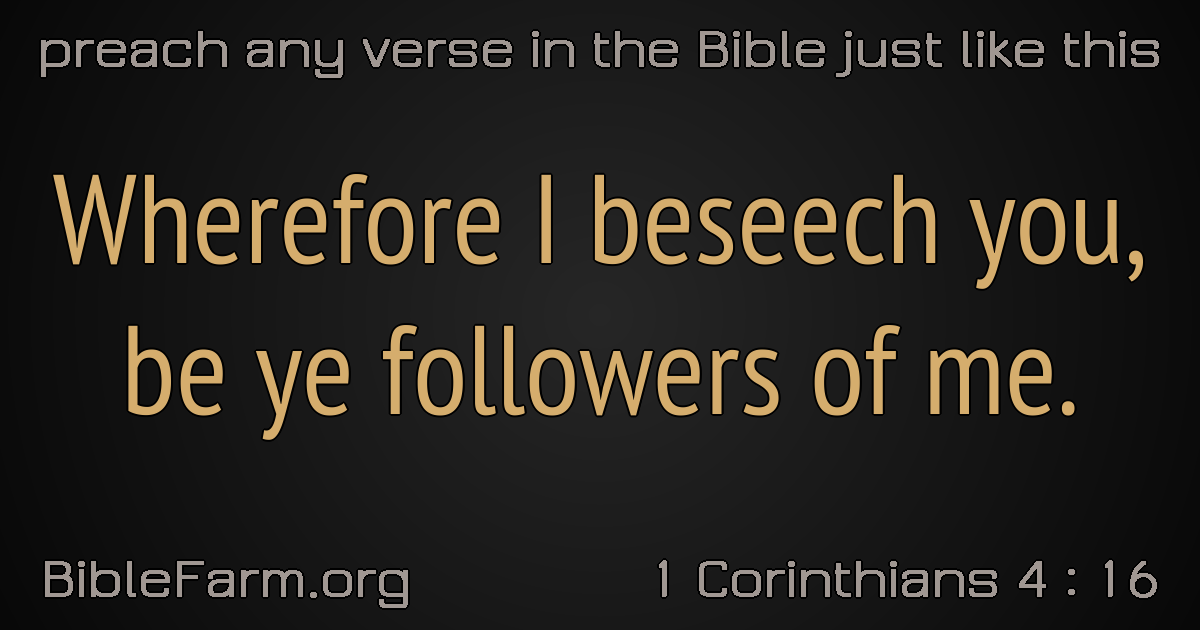 preach any verse in the Bible just like this
Wherefore I beseech you,
be ye followers of me.
BibleFarm.org
1 Corinthians 4 : 16